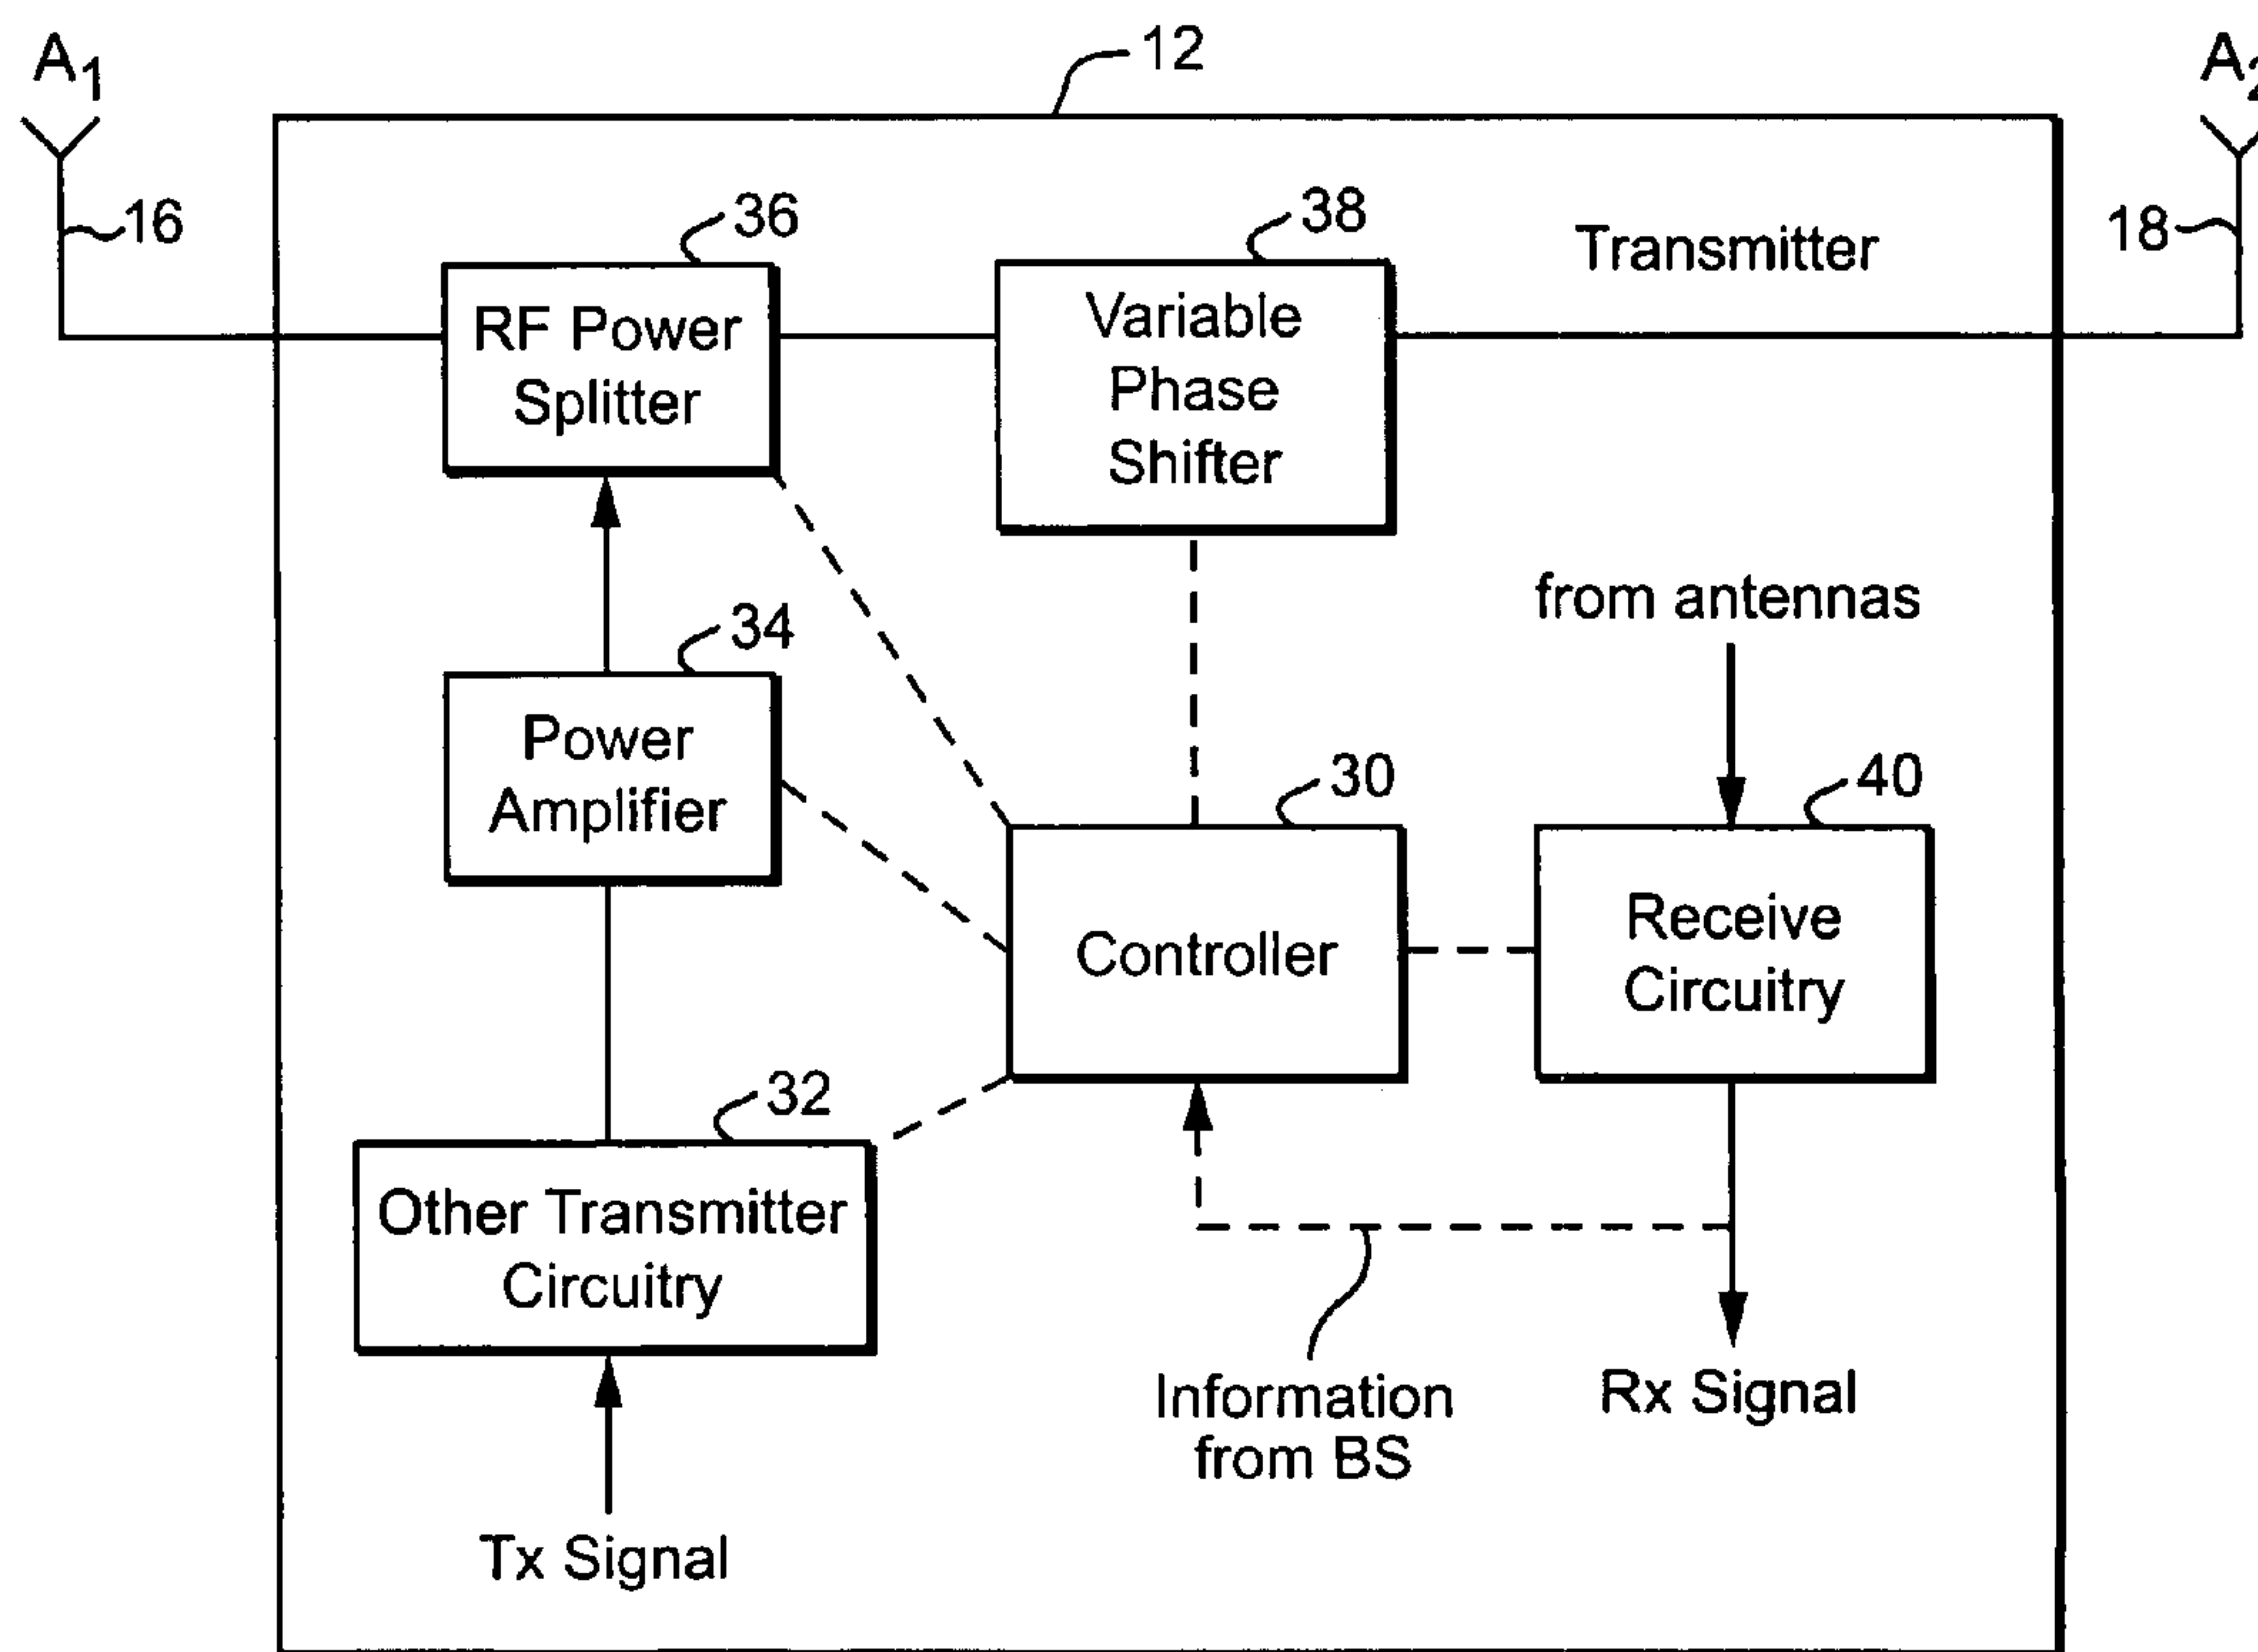 A1
12
A2
16
36
38
18
Transmitter
RF Power
Splitter
Variable
Phase
Shifter
from antennas
34
Power
Amplifier
30
40
Controller
Receive
Circuitry
32
Other Transmitter
Circuitry
Information
from BS
Rx Signal
Tx Signal